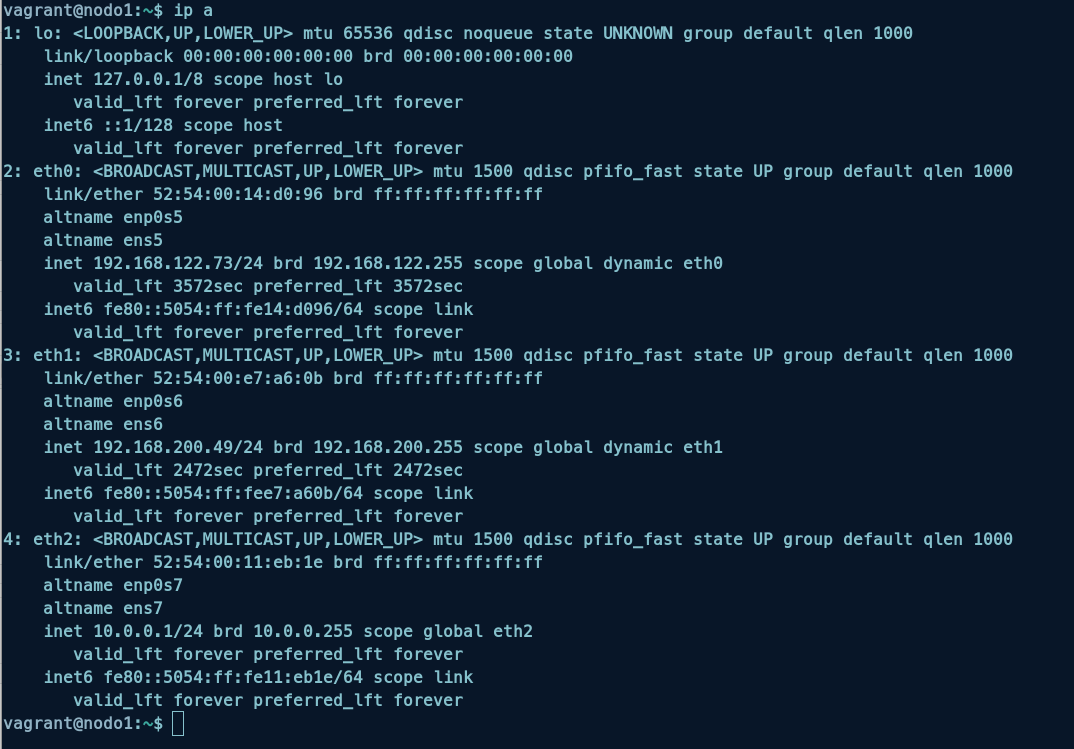 vagrant@nodo1:~$ ip a
1: lo: <LOOPBACK,UP,LOWER_UP> mtu 65536 qdisc noqueue state UNKNOWN group default qlen 1000
    link/loopback 00:00:00:00:00:00 brd 00:00:00:00:00:00
    inet 127.0.0.1/8 scope host lo
       valid_lft forever preferred_lft forever
    inet6 ::1/128 scope host
       valid_lft forever preferred_lft forever
2: eth0: <BROADCAST,MULTICAST,UP,LOWER_UP> mtu 1500 qdisc pfifo_fast state UP group default qlen 1000
    link/ether 52:54:00:14:d0:96 brd ff:ff:ff:ff:ff:ff
    altname enp0s5
    altname ens5
    inet 192.168.122.73/24 brd 192.168.122.255 scope global dynamic eth0
       valid_lft 3572sec preferred_lft 3572sec
    inet6 fe80::5054:ff:fe14:d096/64 scope link
       valid_lft forever preferred_lft forever
3: eth1: <BROADCAST,MULTICAST,UP,LOWER_UP> mtu 1500 qdisc pfifo_fast state UP group default qlen 1000
    link/ether 52:54:00:e7:a6:0b brd ff:ff:ff:ff:ff:ff
    altname enp0s6
    altname ens6
    inet 192.168.200.49/24 brd 192.168.200.255 scope global dynamic eth1
       valid_lft 2472sec preferred_lft 2472sec
    inet6 fe80::5054:ff:fee7:a60b/64 scope link
       valid_lft forever preferred_lft forever
4: eth2: <BROADCAST,MULTICAST,UP,LOWER_UP> mtu 1500 qdisc pfifo_fast state UP group default qlen 1000
    link/ether 52:54:00:11:eb:1e brd ff:ff:ff:ff:ff:ff
    altname enp0s7
    altname ens7
    inet 10.0.0.1/24 brd 10.0.0.255 scope global eth2
       valid_lft forever preferred_lft forever
    inet6 fe80::5054:ff:fe11:eb1e/64 scope link
       valid_lft forever preferred_lft forever
vagrant@nodo1:~$